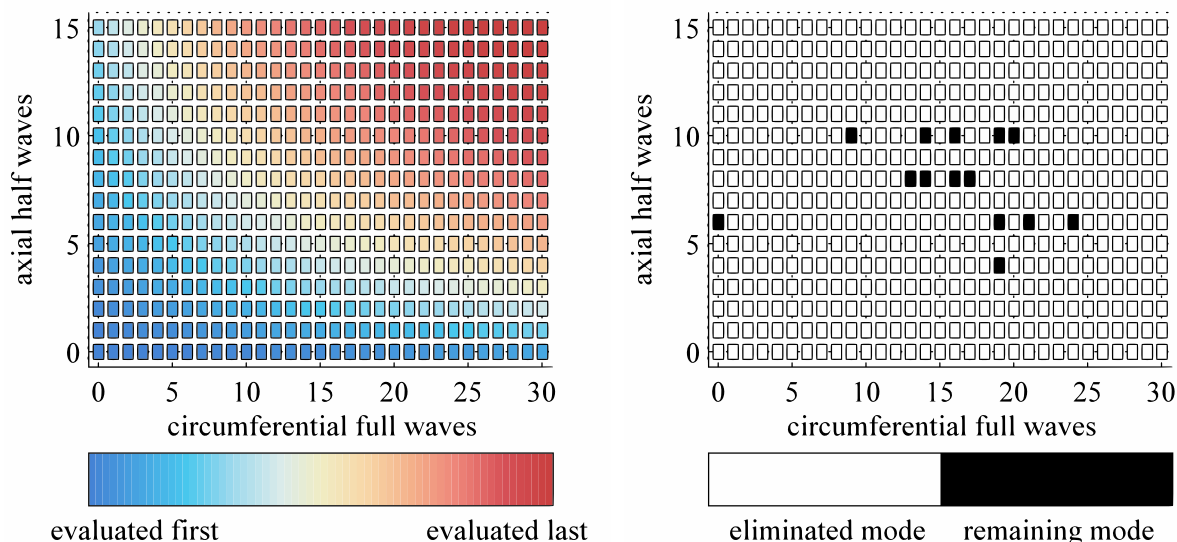 15
10
5
0
axial half waves
0 5 10 15 20 25 30
circumferential full waves
evaluated first evaluated last
15
10
5
0
axial half waves
0 5 10 15 20 25 30
circumferential full waves
eliminated mode remaining mode